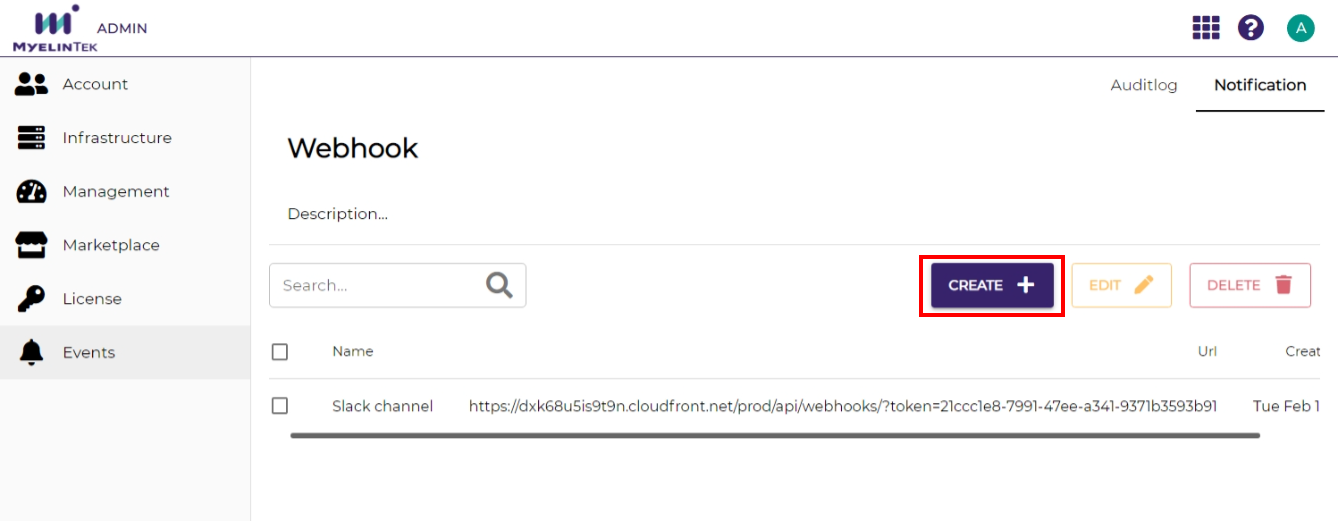 ADMIN
MYELINTEK
A
Account
Infrastructure
Management
Marketplace
License
Events
Auditlog Notification
Webhook
Description...
Search...
CREATE EDIT DELETE
Name Url Creat
Slack channel https://dxk68u5is9t9n.cloudfront.net/prod/api/webhooks/?token=21ccc1e8-7991-47ee-a341-9371b3593b91 Tue Feb 1